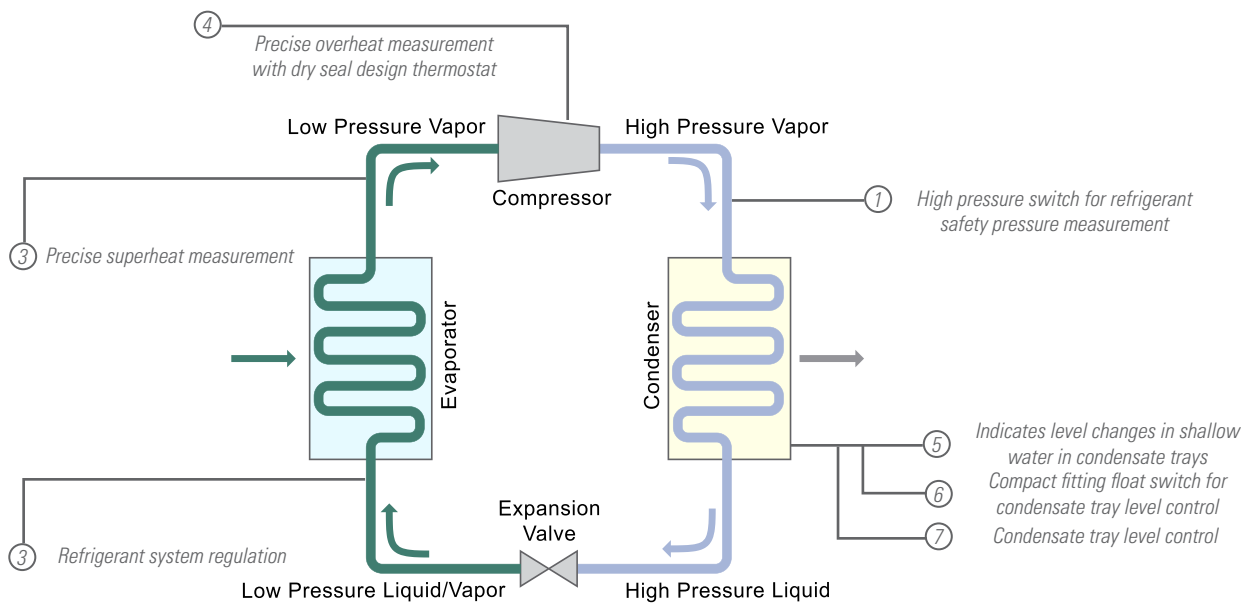 4
Precise overheat measurement
with dry seal design thermostat
Low Pressure Vapor
High Pressure Vapor
Compressor
1
High pressure switch for refrigerant
safety pressure measurement
3
Precise superheat measurement
Evaporator
Condenser
5
Indicates level changes in shallow
water in condensate trays
6
Compact fitting float switch for
condensate tray level control
7
Condensate tray level control
Expansion
Valve
3
Refrigerant system regulation
Low Pressure Liquid/Vapor
High Pressure Liquid